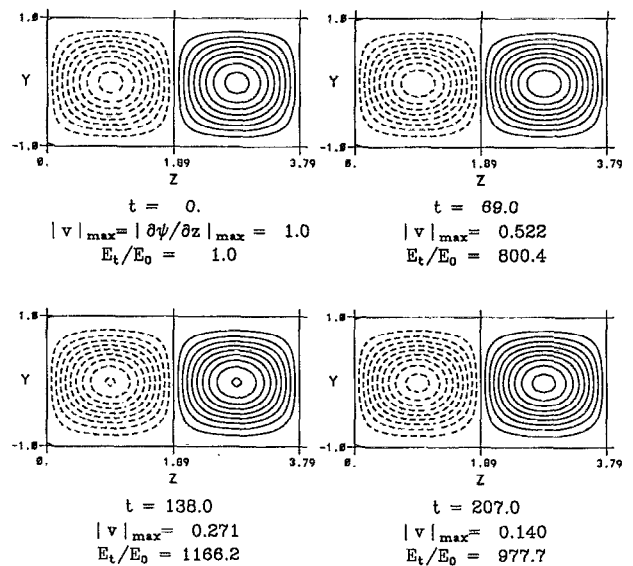 1.0
Y
-1.0
0. 1.89 3.79
Z
t = 0.
|v|max= |∂ψ/∂z|max = 1.0
Et/E0 = 1.0
1.0
Y
-1.0
0. 1.89 3.79
Z
t = 69.0
|v|max= 0.522
Et/E0 = 800.4
1.0
Y
-1.0
0. 1.89 3.79
Z
t = 138.0
|v|max= 0.271
Et/E0 = 1166.2
1.0
Y
-1.0
0. 1.89 3.79
Z
t = 207.0
|v|max= 0.140
Et/E0 = 977.7